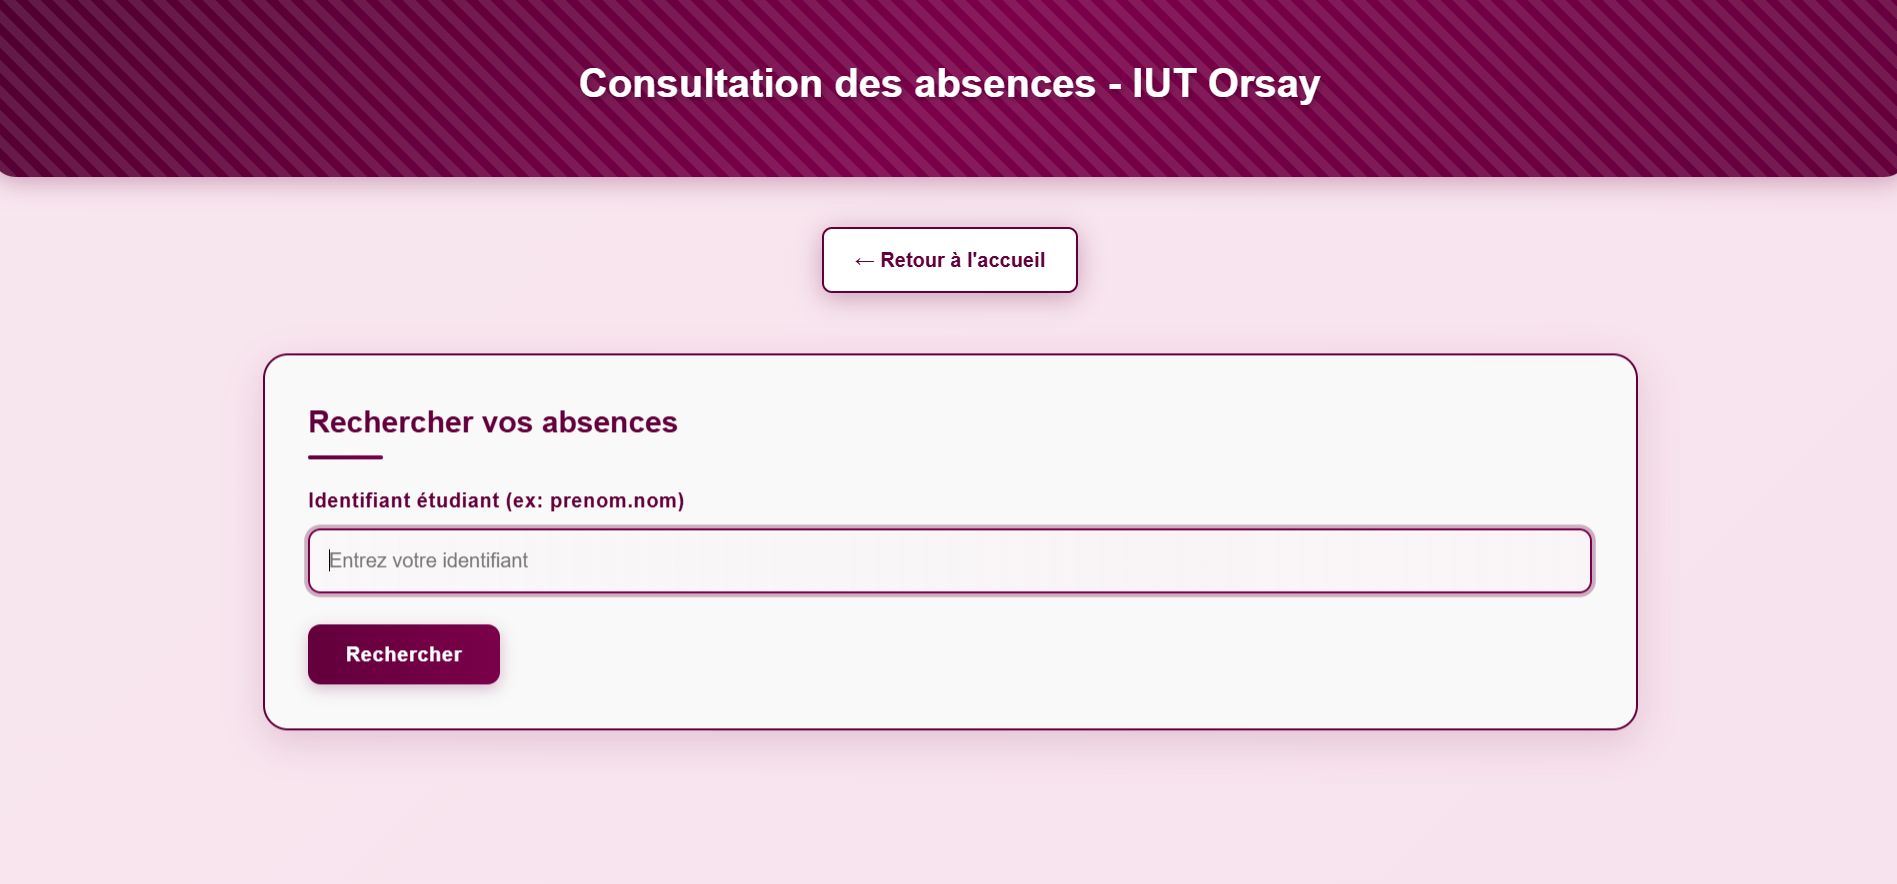 Consultation des absences - IUT Orsay
← Retour à l'accueil
Rechercher vos absences
Identifiant étudiant (ex: prenom.nom)
Entrez votre identifiant
Rechercher